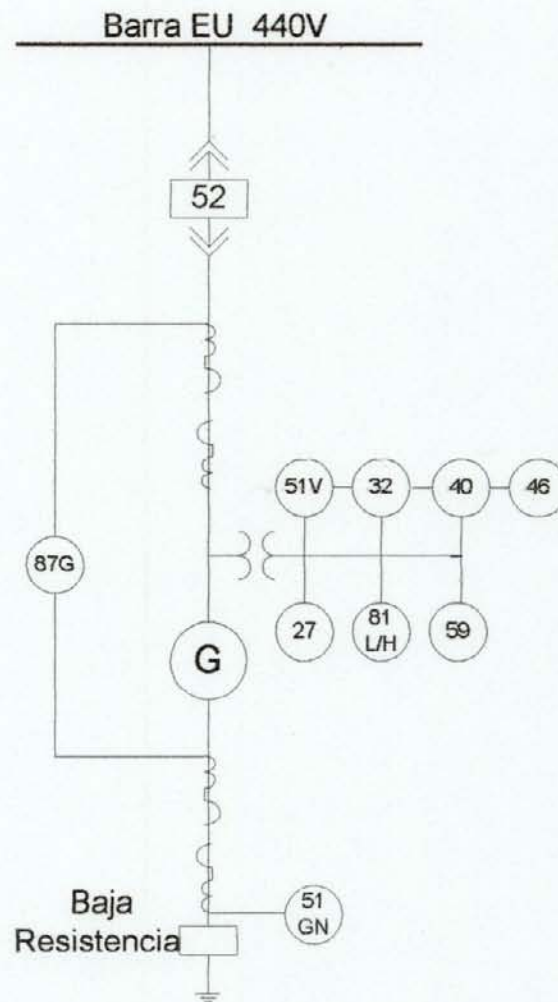 Barra EU 440V
52
51V
32
40
46
87G
27
81
L/H
59
G
51
GN
Baja
Resistencia